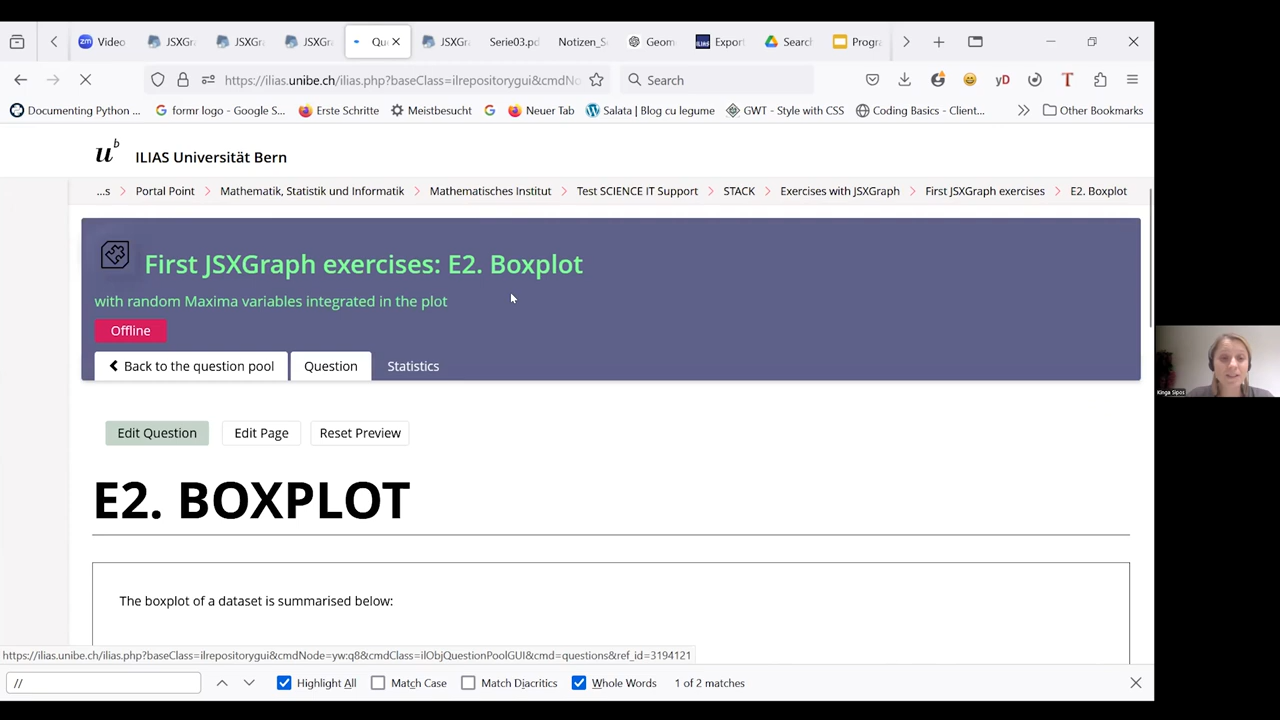 Video
JSXGr
JSXGr
JSXGr
Qu
JSXGr
Serie03.pd
Notizen_S
Geom
Export
Search
Progra
https://ilias.unibe.ch/ilias.php?baseClass=ilrepositorygui&cmdNo
Search
Documenting Python ...
formr logo - Google S...
Erste Schritte
Meistbesucht
Neuer Tab
Salata | Blog cu legume
GWT - Style with CSS
Coding Basics - Client...
Other Bookmarks
u b
ILIAS Universität Bern
...s
Portal Point
Mathematik, Statistik und Informatik
Mathematisches Institut
Test SCIENCE IT Support
STACK
Exercises with JSXGraph
First JSXGraph exercises
E2. Boxplot
First JSXGraph exercises: E2. Boxplot
with random Maxima variables integrated in the plot
Offline
Back to the question pool
Question
Statistics
Edit Question
Edit Page
Reset Preview
E2. BOXPLOT
The boxplot of a dataset is summarised below:
https://ilias.unibe.ch/ilias.php?baseClass=ilrepositorygui&cmdNode=yw:q8&cmdClass=ilObjQuestionPoolGUI&cmd=questions&ref_id=3194121
//
Highlight All
Match Case
Match Diacritics
Whole Words
1 of 2 matches
Kinga Sipos